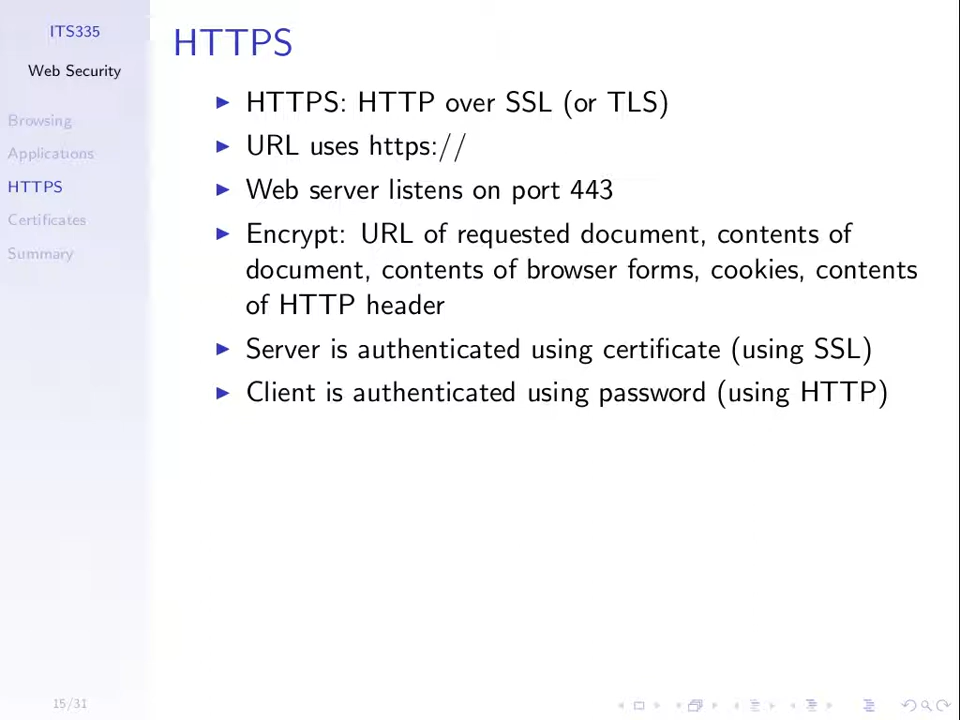 ITS335
Web Security
Browsing
Applications
HTTPS
Certificates
Summary
HTTPS
HTTPS: HTTP over SSL (or TLS)
URL uses https://
Web server listens on port 443
Encrypt: URL of requested document, contents of
document, contents of browser forms, cookies, contents
of HTTP header
Server is authenticated using certificate (using SSL)
Client is authenticated using password (using HTTP)
15/31